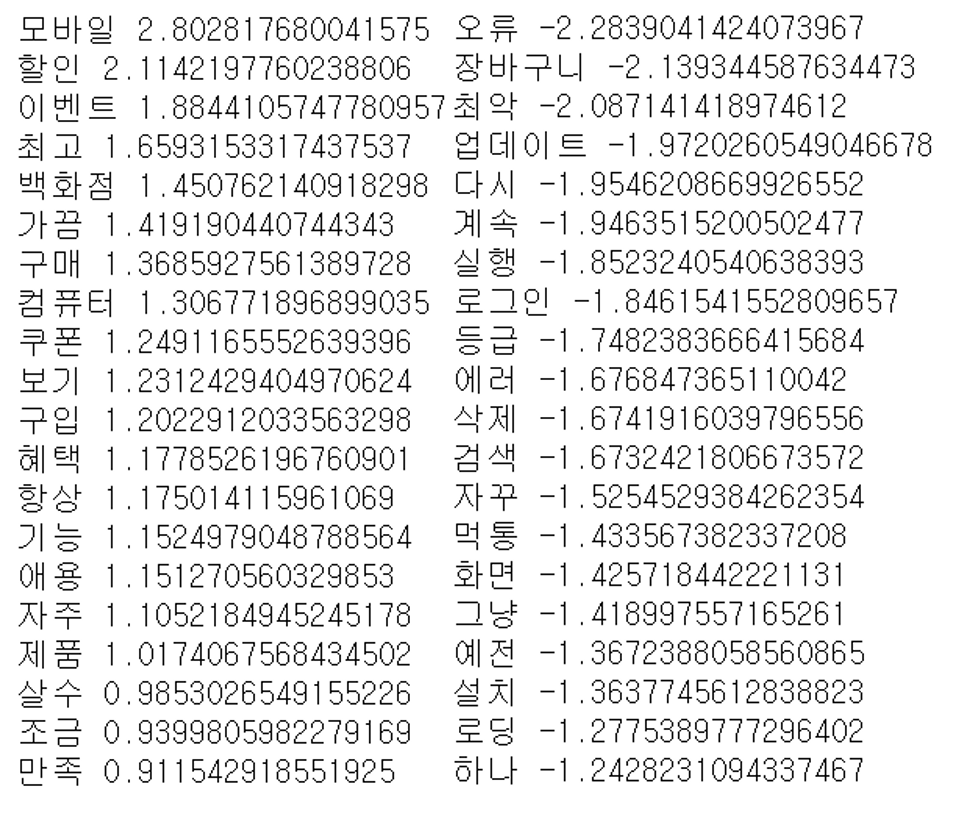 모바일 2.802817680041575 오류 -2.2839041424073967
할인 2.11421977760238806 장바구니 -2.139344587634473
이벤트 1.88441057477809​57 최악 -2.087141418974612
최고 1.6593153317437537 업데이트 -1.97202605490466​78
백화점 1.450762140918298 다시 -1.9546208669926552
가끔 1.419190440744343 계속 -1.9463515200502477
구매 1.3685927561389728 실행 -1.8523240540638393
컴퓨터 1.306771896899035 로그인 -1.8461541552809657
쿠폰 1.2491165552639396 등급 -1.7482383666415684
보기 1.2312429404970624 에러 -1.676847365110042
구입 1.2022912033563298 삭제 -1.6741916039796556
혜택 1.1778526196760901 검색 -1.6732421806673572
항상 1.175014115961069 자꾸 -1.5254529384262354
기능 1.1524979048788564 먹통 -1.433567382337208
애용 1.151270560329853 화면 -1.425718442221131
자주 1.1052184945245178 그냥 -1.418997557165261
제품 1.0174067568434502 예전 -1.3672388058560865
살수 0.9853026549155226 설치 -1.36377456128388​23
조금 0.9399805982279169 로딩 -1.2775389777296402
만족 0.911542918551925 하나 -1.2428231094337467